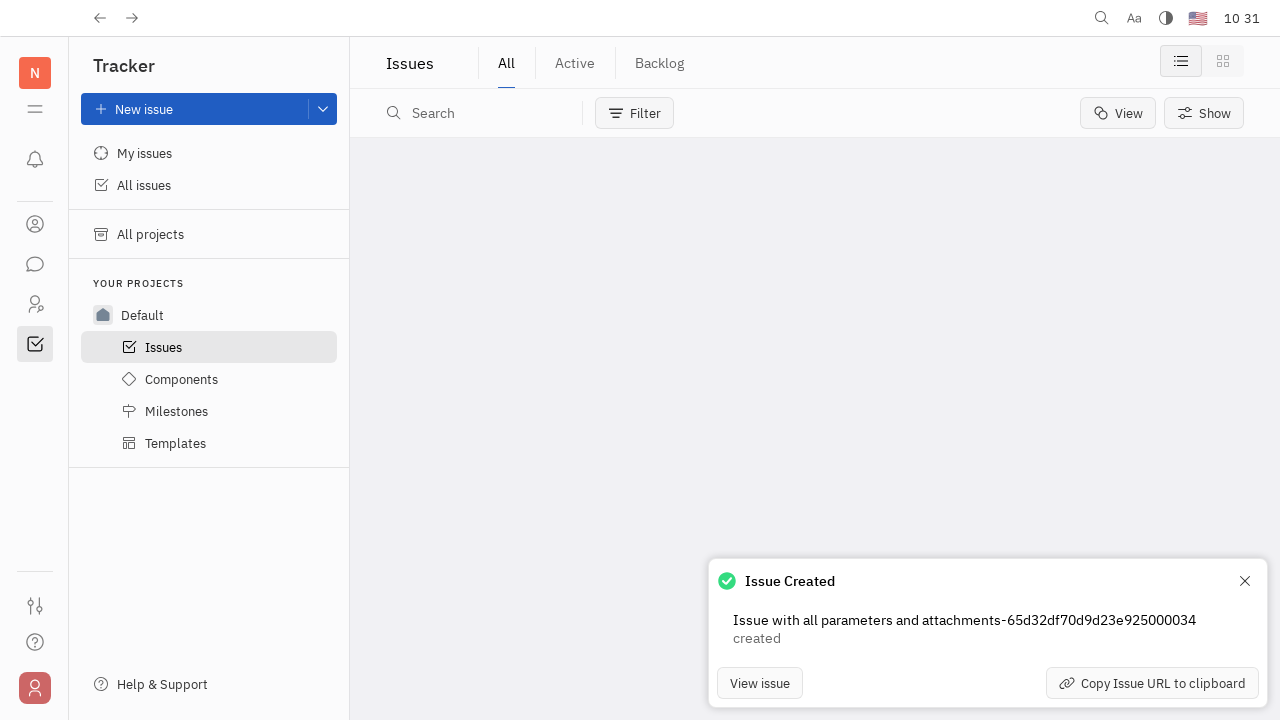 Aa
10 31
N
Tracker
New issue
My issues
All issues
All projects
YOUR PROJECTS
Default
Issues
Components
Milestones
Templates
Help & Support
Issues
All
Active
Backlog
Search
Filter
View
Show
Issue Created
Issue with all parameters and attachments-65d32df70d9d23e925000034
created
View issue
Copy Issue URL to clipboard